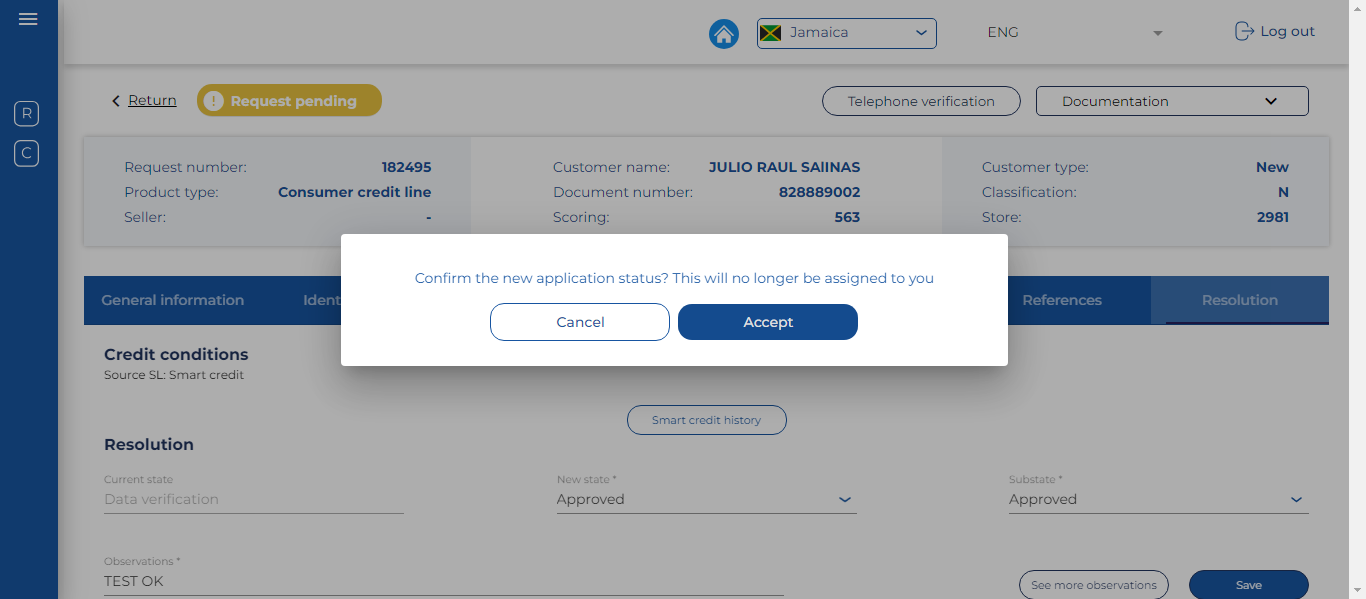 Jamaica
ENG
Log out
R
C
Return
! Request pending
Telephone verification
Documentation
Request number: 182495
Customer name: JULIO RAUL SAlINAS
Customer type: New
Product type: Consumer credit line
Document number: 828889002
Classification: N
Seller: -
Scoring: 563
Store: 2981
Confirm the new application status? This will no longer be assigned to you
Cancel
Accept
General information
References
Resolution
Credit conditions
Source SL: Smart credit
Smart credit history
Resolution
Current state
Data verification
New state *
Approved
Substate *
Approved
Observations *
TEST OK
See more observations
Save